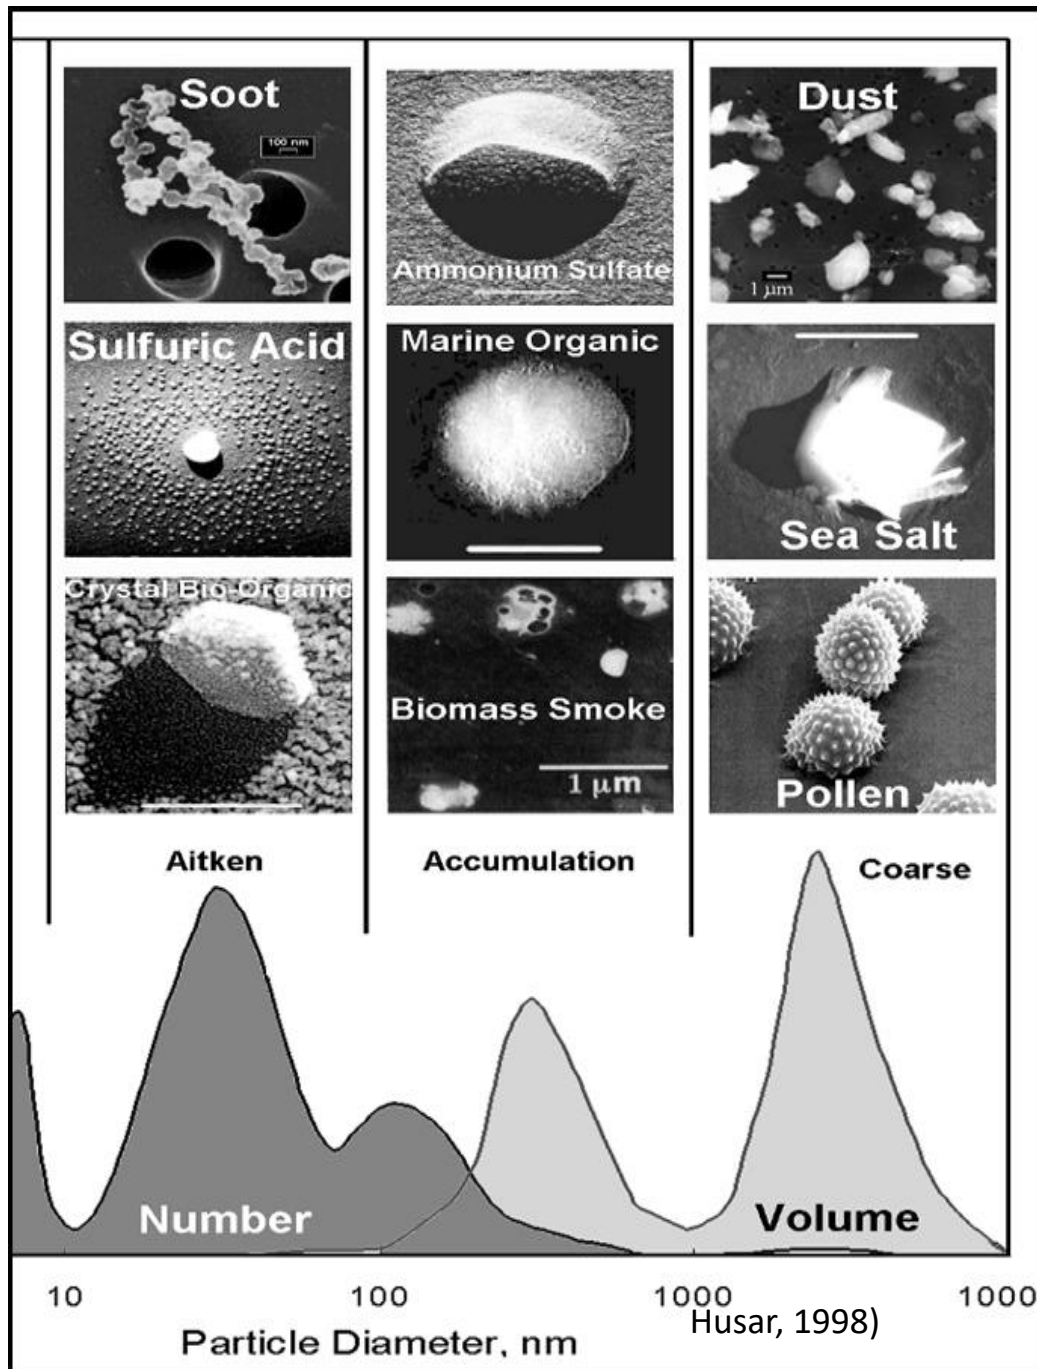 Soot
100 nm
Ammonium Sulfate
Dust
1 µm
Sulfuric Acid
Marine Organic
Sea Salt
Crystal Bio-Organic
Biomass Smoke
1 µm
Pollen
Aitken
Accumulation
Coarse
Number
Volume
10
100
1000
1000
Husar, 1998)
Particle Diameter, nm